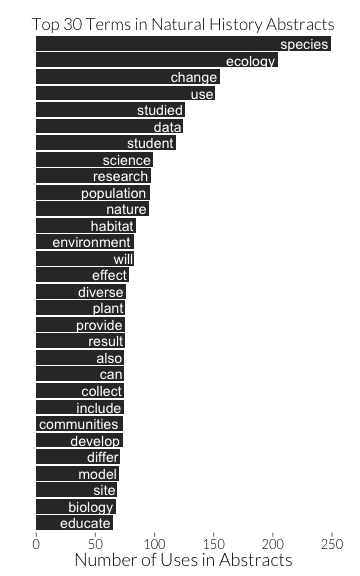 Top 30 Terms in Natural History Abstracts
species
ecology
change
use
studied
data
student
science
research
population
nature
habitat
environment
will
effect
diverse
plant
provide
result
also
can
collect
include
communities
develop
differ
model
site
biology
educate
0 50 100 150 200 250
Number of Uses in Abstracts